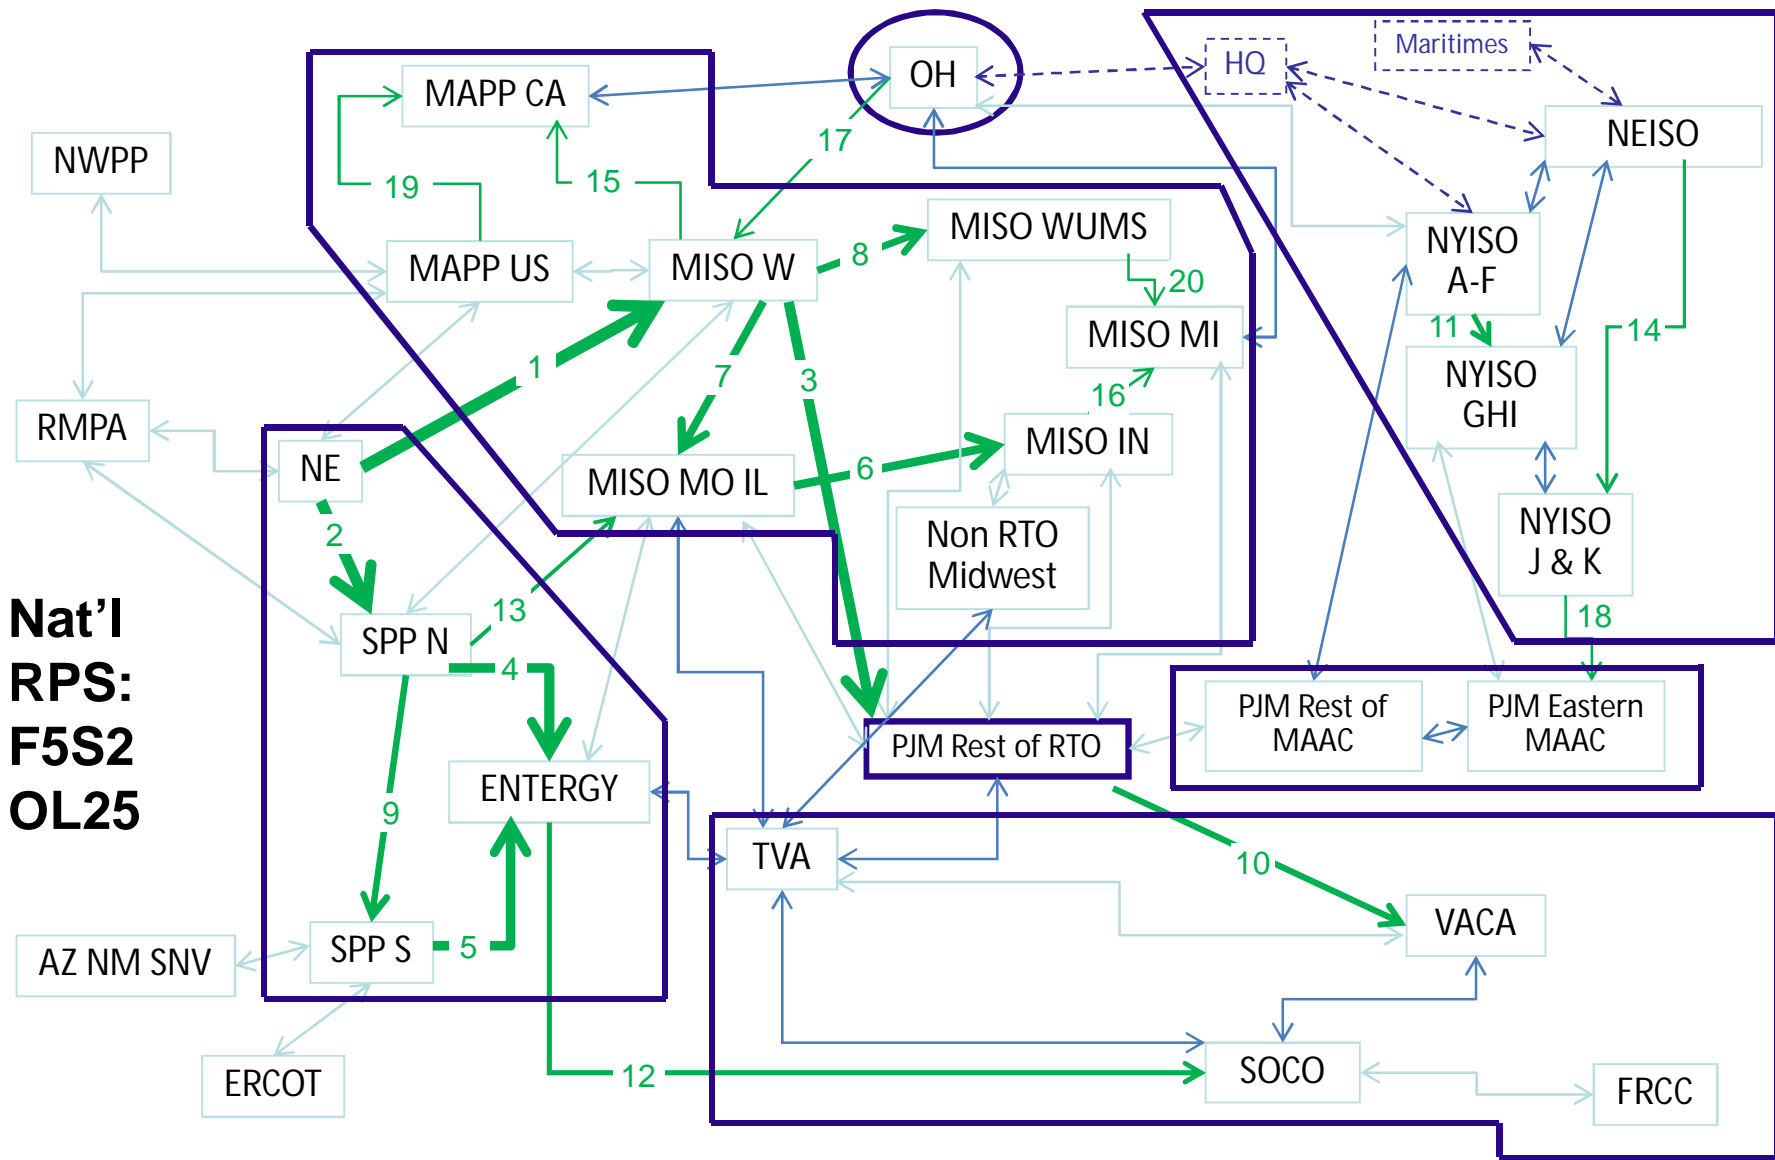 OH
HQ
Maritimes
MAPP CA
17
NEISO
NWPP
19
15
MISO WUMS
NYISO
A-F
MAPP US
MISO W
8
20
11
14
MISO MI
1
7
3
16
NYISO
GHI
RMPA
NE
MISO MO IL
6
MISO IN
2
Non RTO
Midwest
NYISO
J & K
13
18
SPP N
4
Nat'l
RPS:
F5S2
OL25
PJM Rest of RTO
PJM Rest of
MAAC
PJM Eastern
MAAC
ENTERGY
9
TVA
10
VACA
AZ NM SNV
SPP S
5
ERCOT
12
SOCO
FRCC